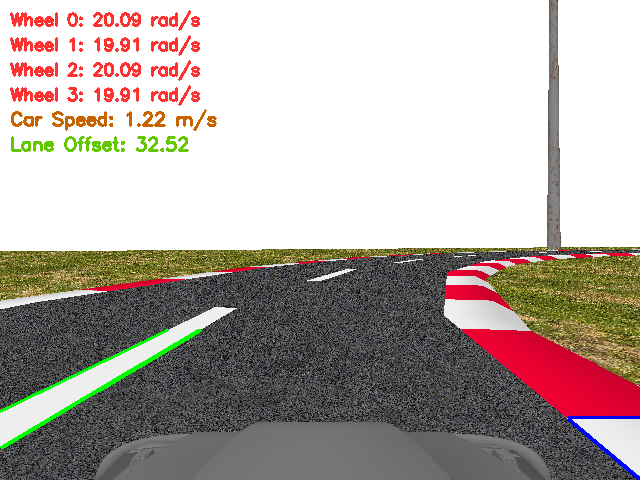 Wheel 0: 20.09 rad/s
Wheel 1: 19.91 rad/s
Wheel 2: 20.09 rad/s
Wheel 3: 19.91 rad/s
Car Speed: 1.22 m/s
Lane Offset: 32.52